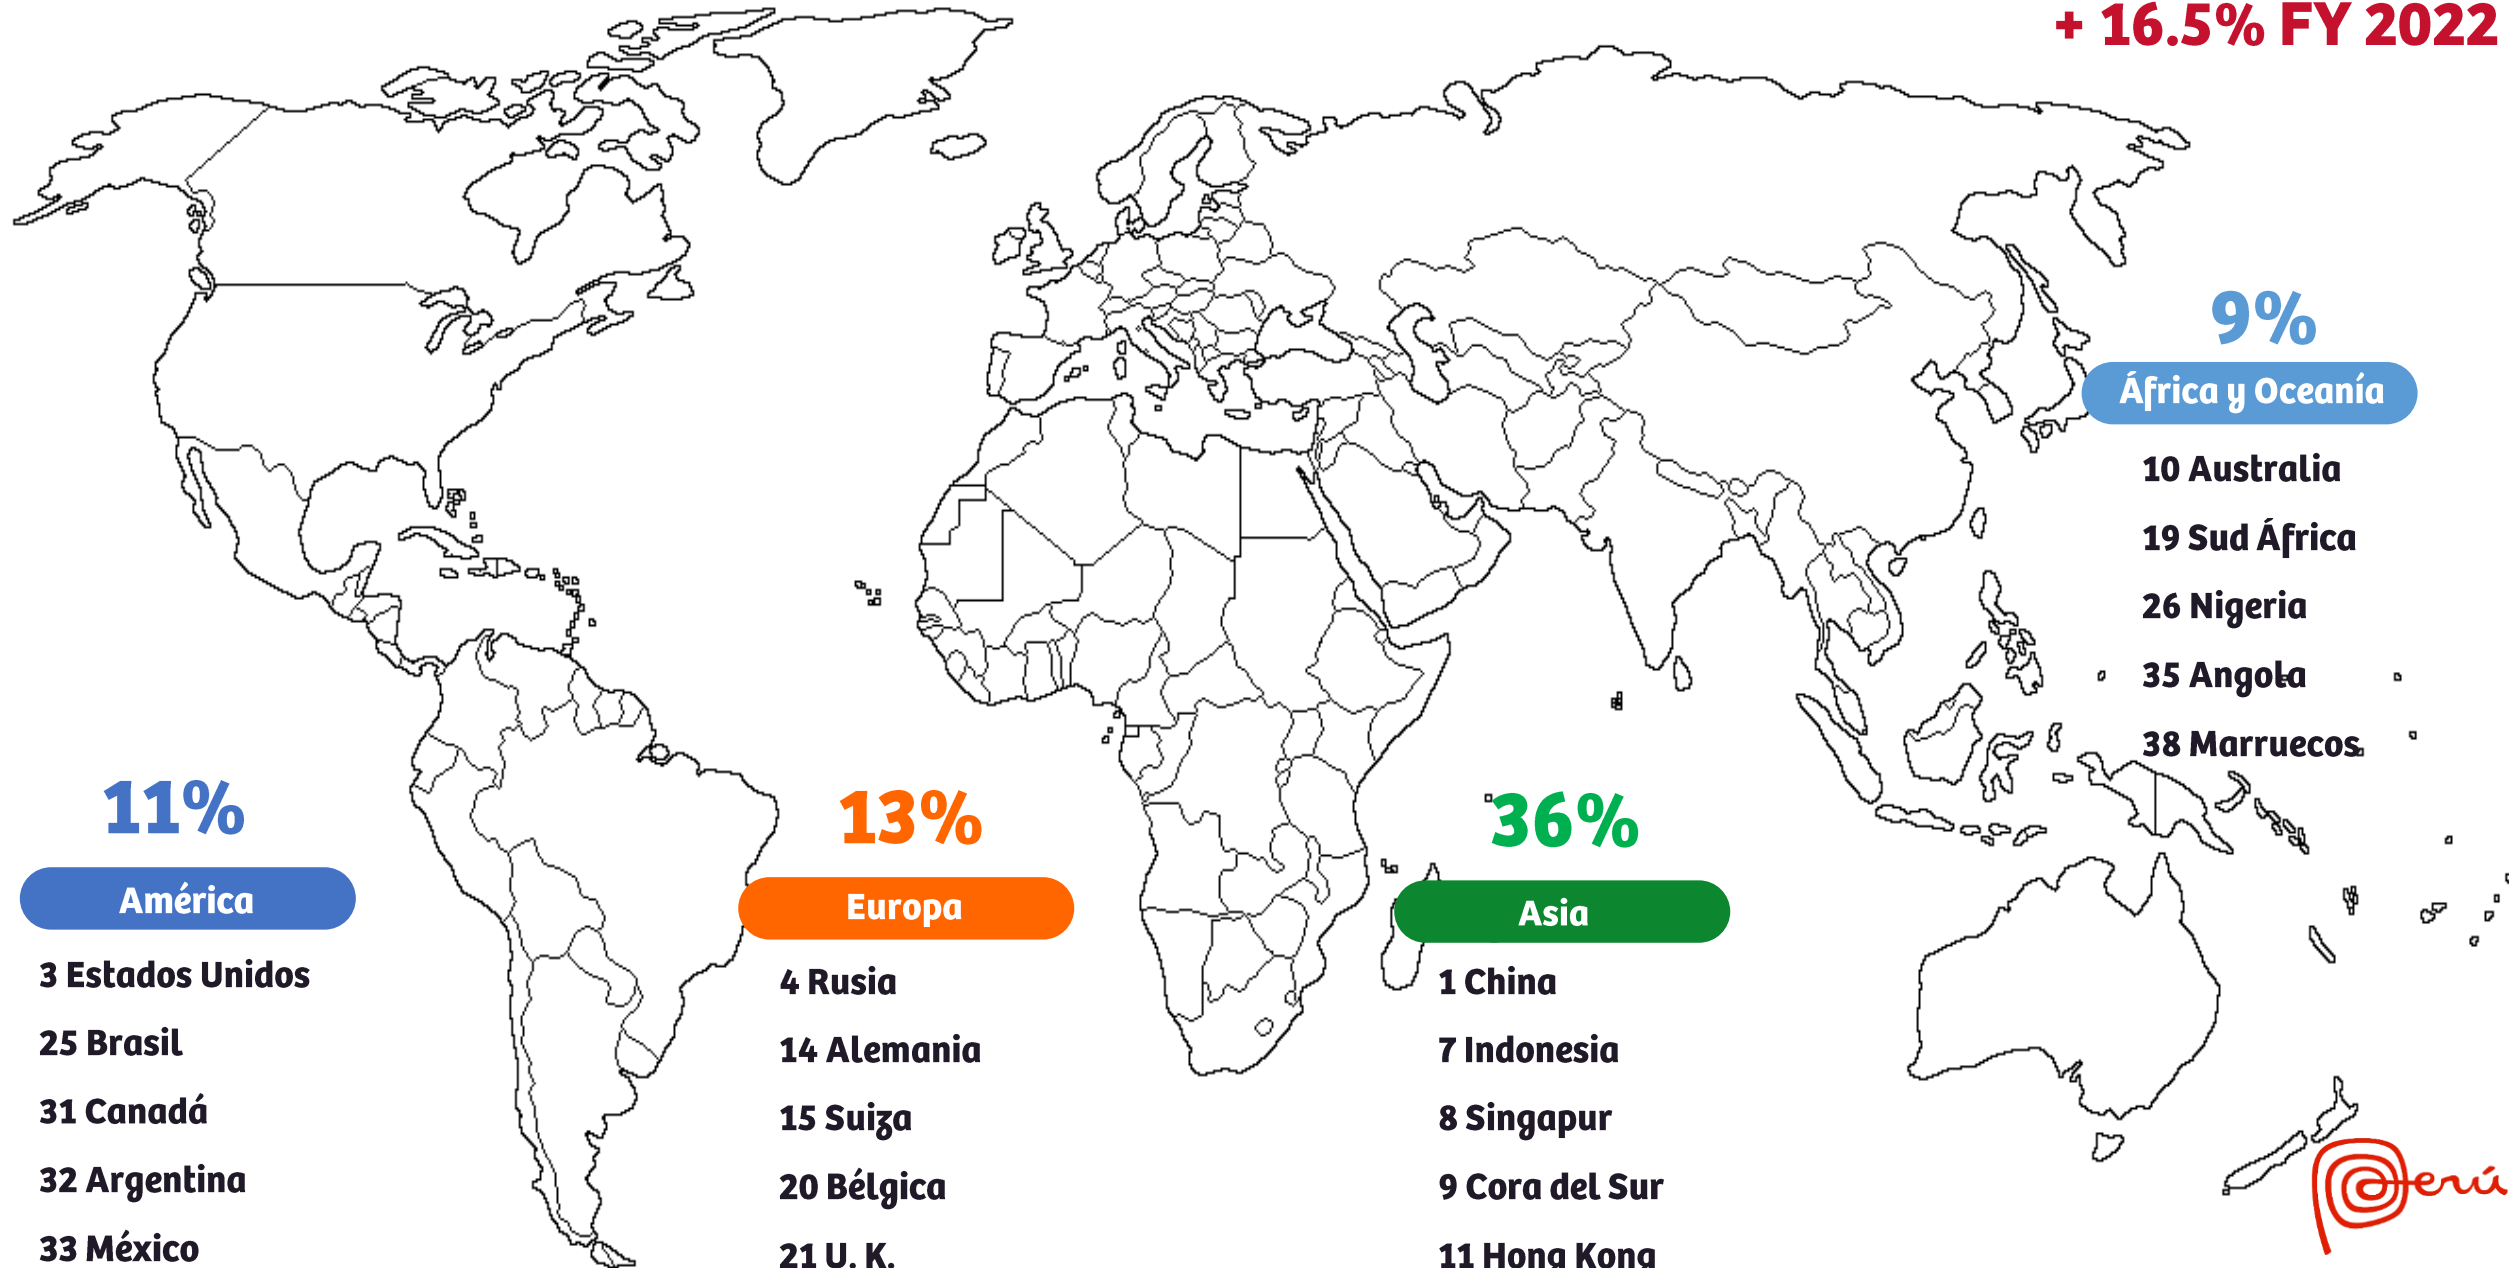 + 16.5% FY 2022
9%
África y Oceanía
10 Australia
19 Sud África
26 Nigeria
35 Angola
38 Marruecos
11%
América
3 Estados Unidos
25 Brasil
31 Canadá
32 Argentina
33 México
13%
Europa
4 Rusia
14 Alemania
15 Suiza
20 Bélgica
21 U. K.
36%
Asia
1 China
7 Indonesia
8 Singapur
9 Cora del Sur
11 Hong Kong
Perú